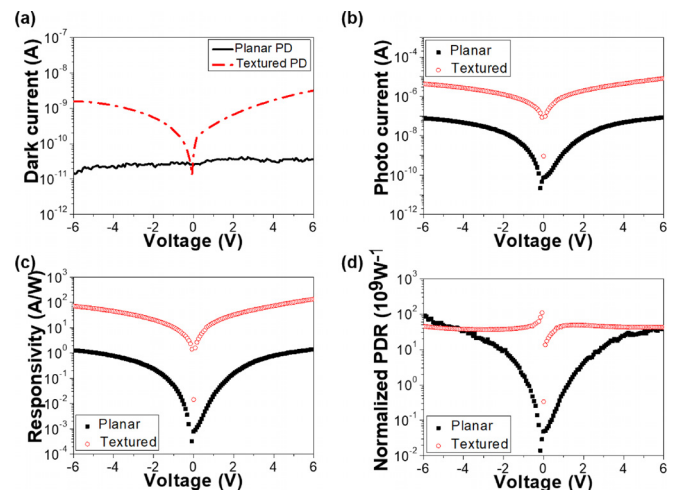 (a)
10^-7
10^-8
10^-9
10^-10
10^-11
10^-12
Dark current (A)
Planar PD
Textured PD
-6 -4 -2 0 2 4 6
Voltage (V)
(b)
10^-4
10^-6
10^-8
10^-10
10^-12
Photo current (A)
Planar
Textured
-6 -4 -2 0 2 4 6
Voltage (V)
(c)
10^3
10^2
10^1
10^0
10^-1
10^-2
10^-3
10^-4
Responsivity (A/W)
Planar
Textured
-6 -4 -2 0 2 4 6
Voltage (V)
(d)
10^3
10^2
10^1
10^0
10^-1
10^-2
Normalized PDR (10^9W^-1
Planar
Textured
-6 -4 -2 0 2 4 6
Voltage (V)